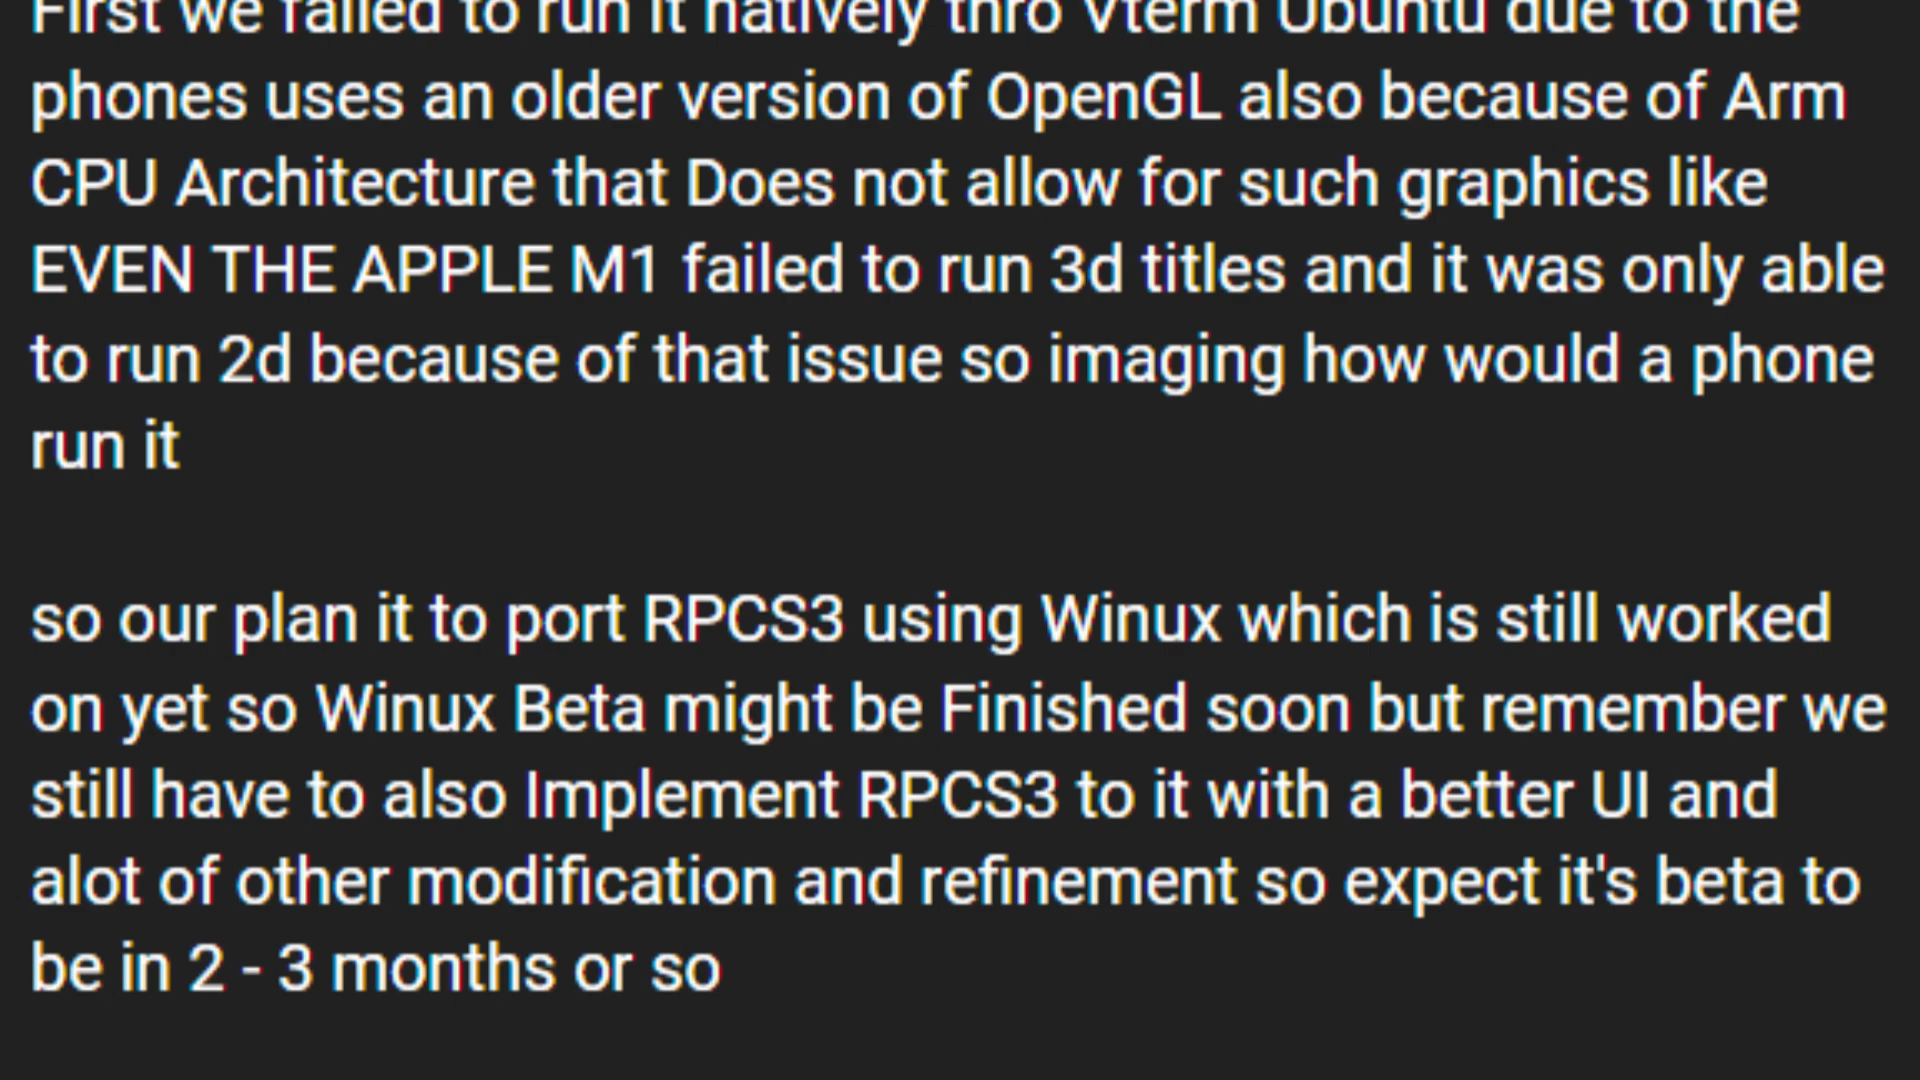 First we failed to run it natively thro Vterm Ubuntu due to the
phones uses an older version of OpenGL also because of Arm
CPU Architecture that Does not allow for such graphics like
EVEN THE APPLE M1 failed to run 3d titles and it was only able
to run 2d because of that issue so imaging how would a phone
run it
so our plan it to port RPCS3 using Winux which is still worked
on yet so Winux Beta might be Finished soon but remember we
still have to also Implement RPCS3 to it with a better UI and
alot of other modification and refinement so expect it's beta to
be in 2 - 3 months or so